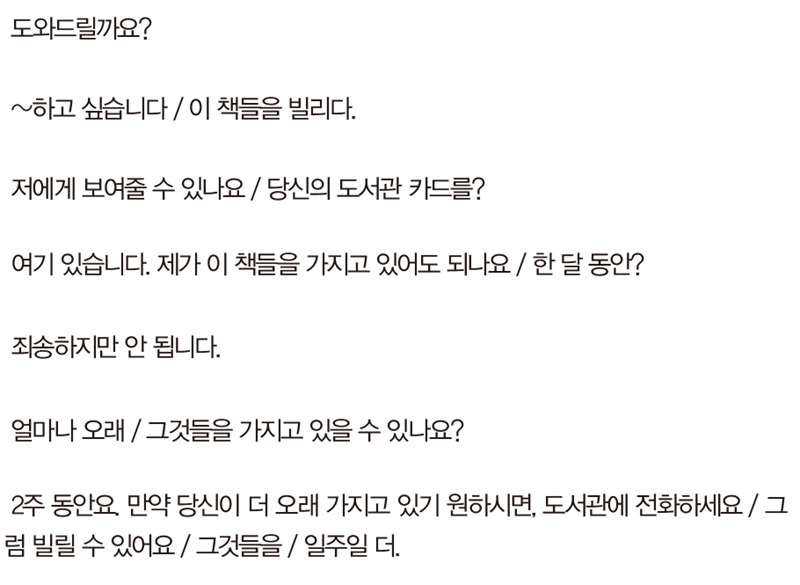 도와드릴까요?
~하고 싶습니다 / 이 책들을 빌리다.
저에게 보여줄 수 있나요 / 당신의 도서관 카드를?
여기 있습니다. 제가 이 책들을 가지고 있어도 되나요 / 한 달 동안?
죄송하지만 안 됩니다.
얼마나 오래 / 그것들을 가지고 있을 수 있나요?
2주 동안요. 만약 당신이 더 오래 가지고 있기 원하시면, 도서관에 전화하세요 / 그
럼 빌릴 수 있어요 / 그것들을 / 일주일 더.